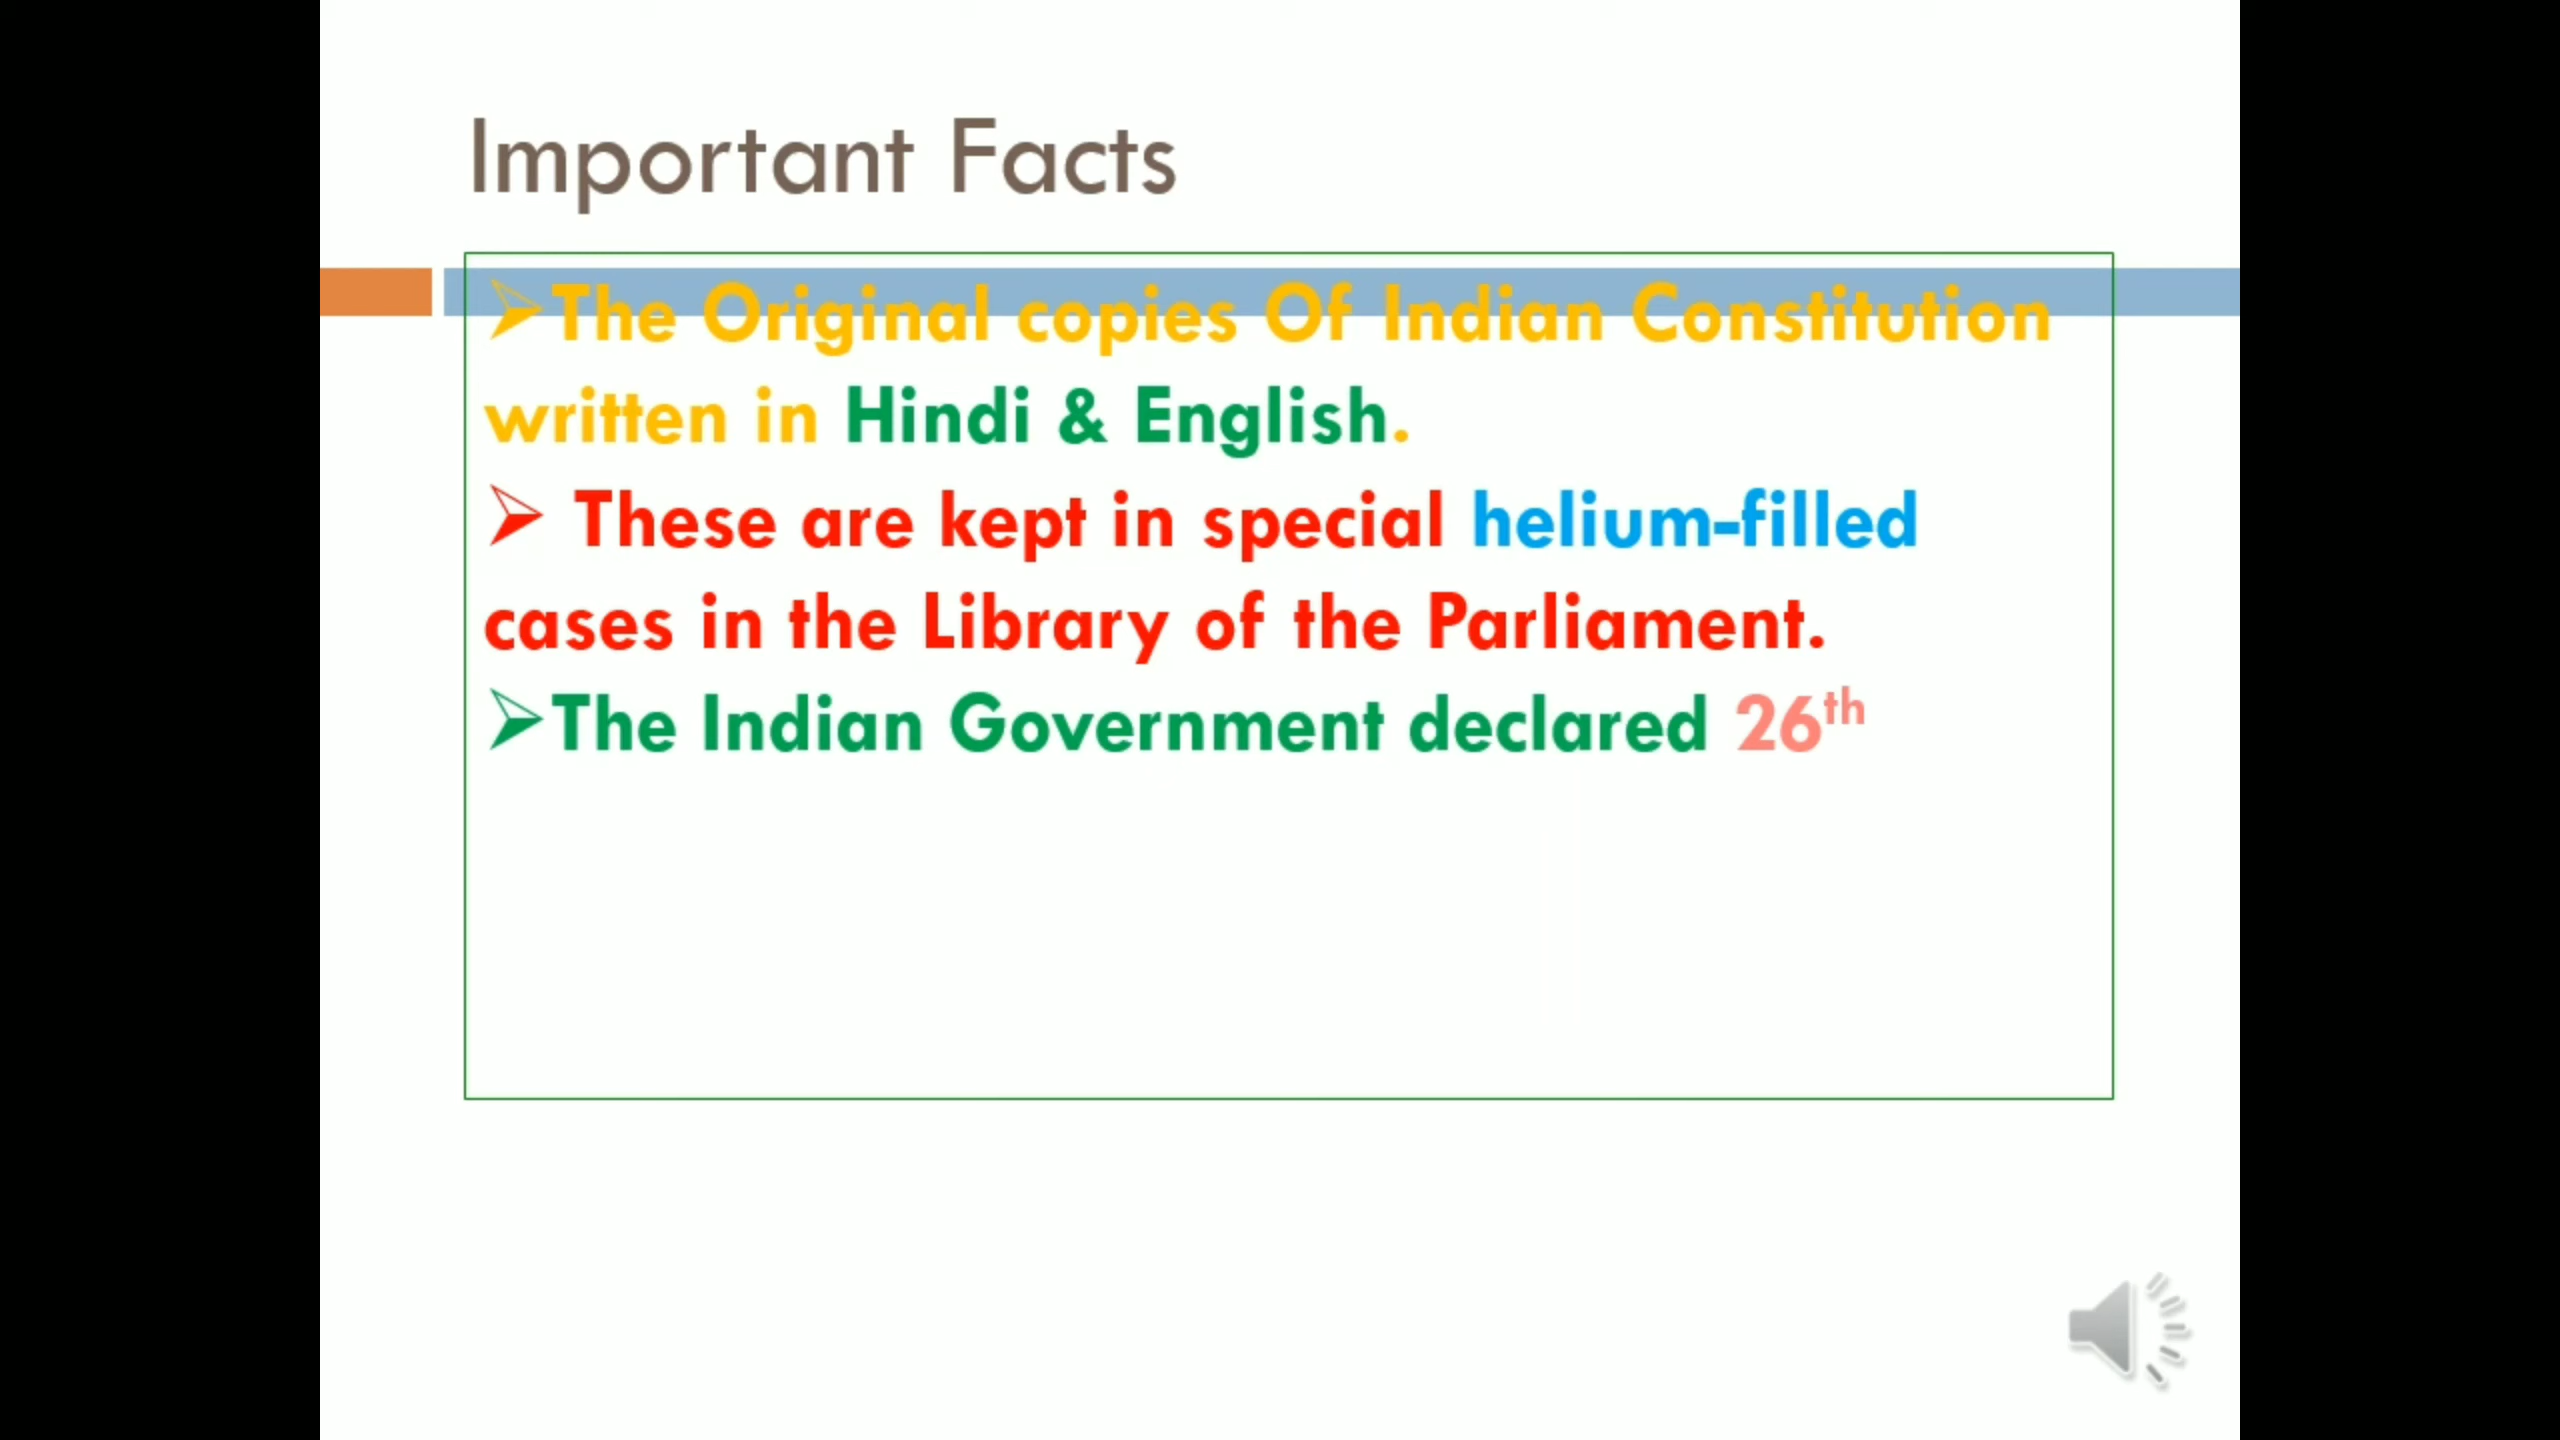 Important Facts
➢The Original copies Of Indian Constitution
written in Hindi & English.
➢ These are kept in special helium-filled
cases in the Library of the Parliament.
➢The Indian Government declared 26th